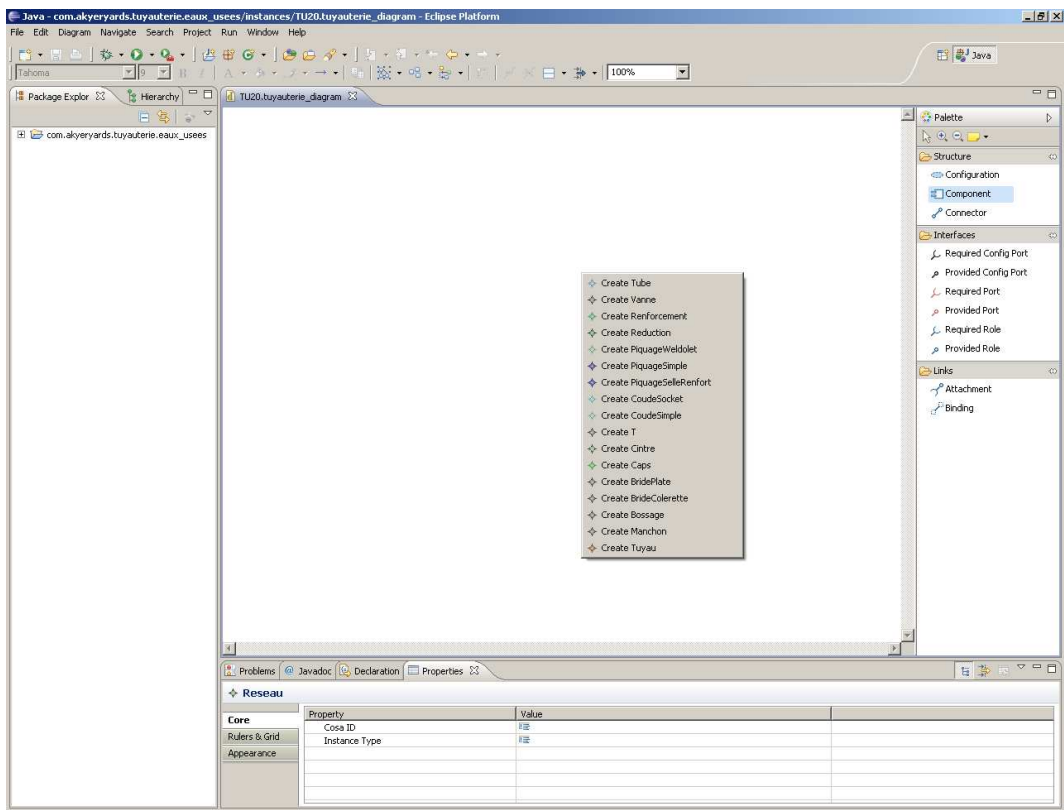 Java - com.akyeryards.tuyauterie.eaux_usees/instances/TU20.tuyauterie_diagram - Eclipse Platform
File Edit Diagram Navigate Search Project Run Window Help
Java
Tahoma 9 B I A 100%
Package Explor Hierarchy
TU20.tuyauterie_diagram
com.akyeryards.tuyauterie.eaux_usees
Palette
Structure
Configuration
Component
Connector
Interfaces
Required Config Port
Provided Config Port
Required Port
Provided Port
Required Role
Provided Role
Links
Attachment
Binding
Create Tube
Create Vanne
Create Renforcement
Create Reduction
Create PiquageWeldolet
Create PiquageSimple
Create PiquageSelleRenfort
Create CoudeSocket
Create CoudeSimple
Create T
Create Cintre
Create Caps
Create BridePlate
Create BrideColerette
Create Bossage
Create Manchon
Create Tuyau
Problems @ Javadoc Declaration Properties
Reseau
Core
Rulers & Grid
Appearance
Property Value
Cosa ID
Instance Type